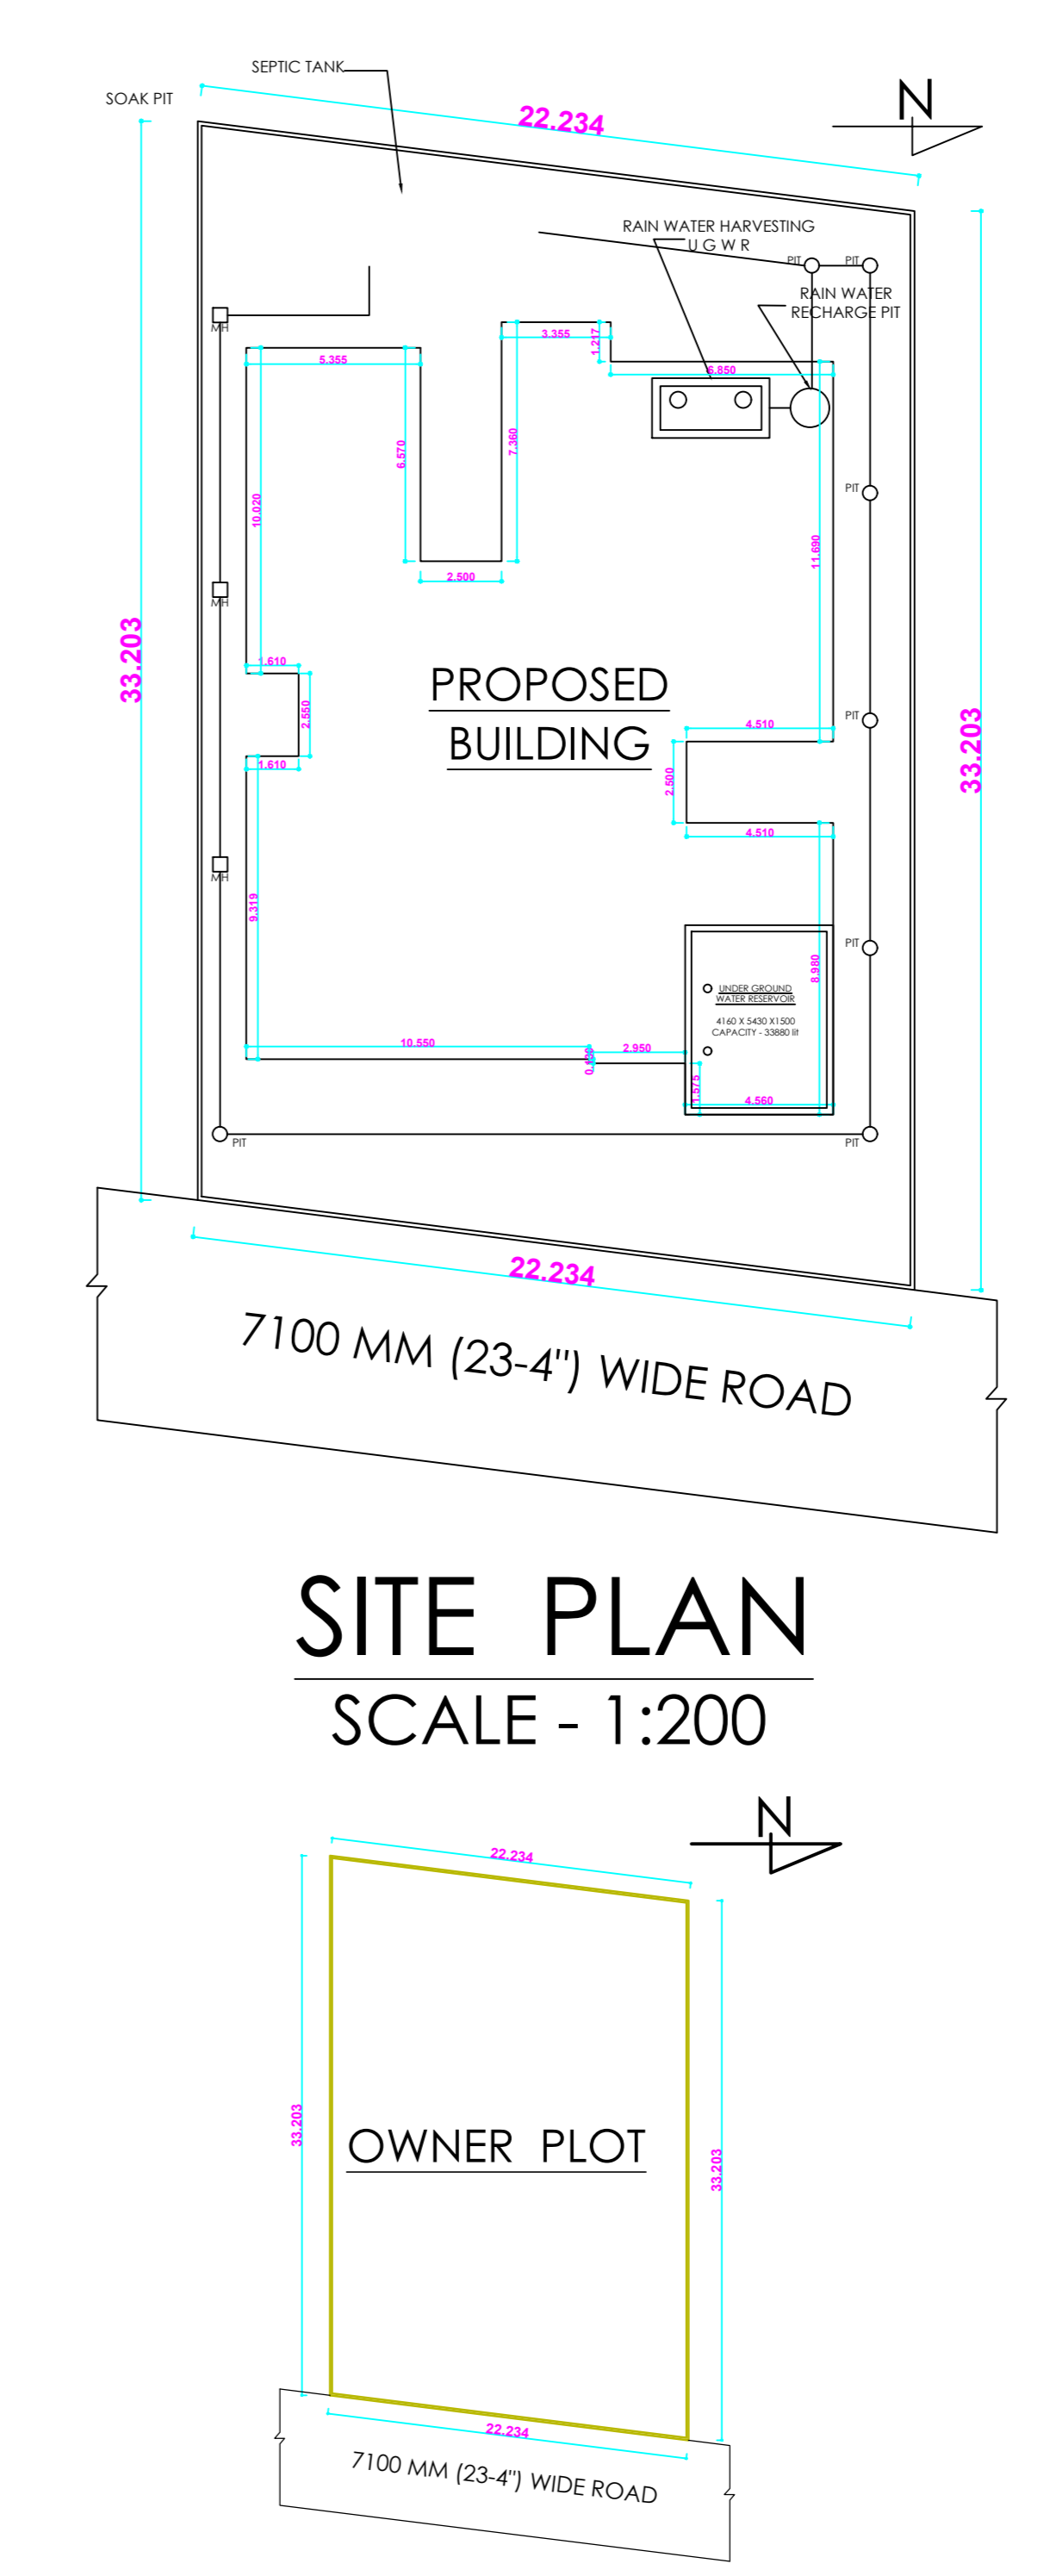 SEPTIC TANK
SOAK PIT
22.234
N
RAIN WATER HARVESTING
U G W R
PIT
PIT
RAIN WATER
RECHARGE PIT
MH
3.355
1.217
5.355
6.850
6.570
7.360
10.020
PIT
11.690
2.500
MH
33.203
1.610
2.550
PROPOSED
BUILDING
4.510
PIT
33.203
1.610
2.500
4.510
MH
9.319
PIT
8.980
UNDER GROUND
WATER RESERVOIR
4160 X 5430 X1500
CAPACITY - 33880 lit
10.550
2.950
0.130
1.575
4.560
PIT
PIT
22.234
7100 MM (23-4") WIDE ROAD
SITE PLAN
SCALE - 1:200
N
22.234
33.203
OWNER PLOT
33.203
22.234
7100 MM (23-4") WIDE ROAD